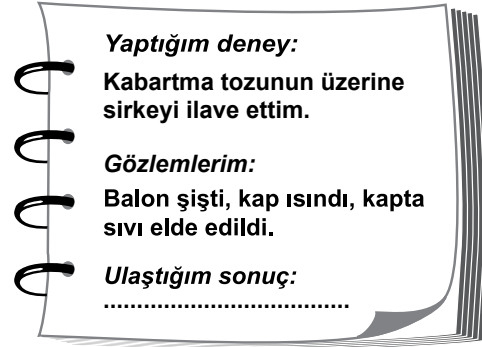 Yaptığım deney:
Kabartma tozunun üzerine
sirkeyi ilave ettim.
Gözlemlerim:
Balon şişti, kap ısındı, kapta
sıvı elde edildi.
Ulaştığım sonuç:
.....................................